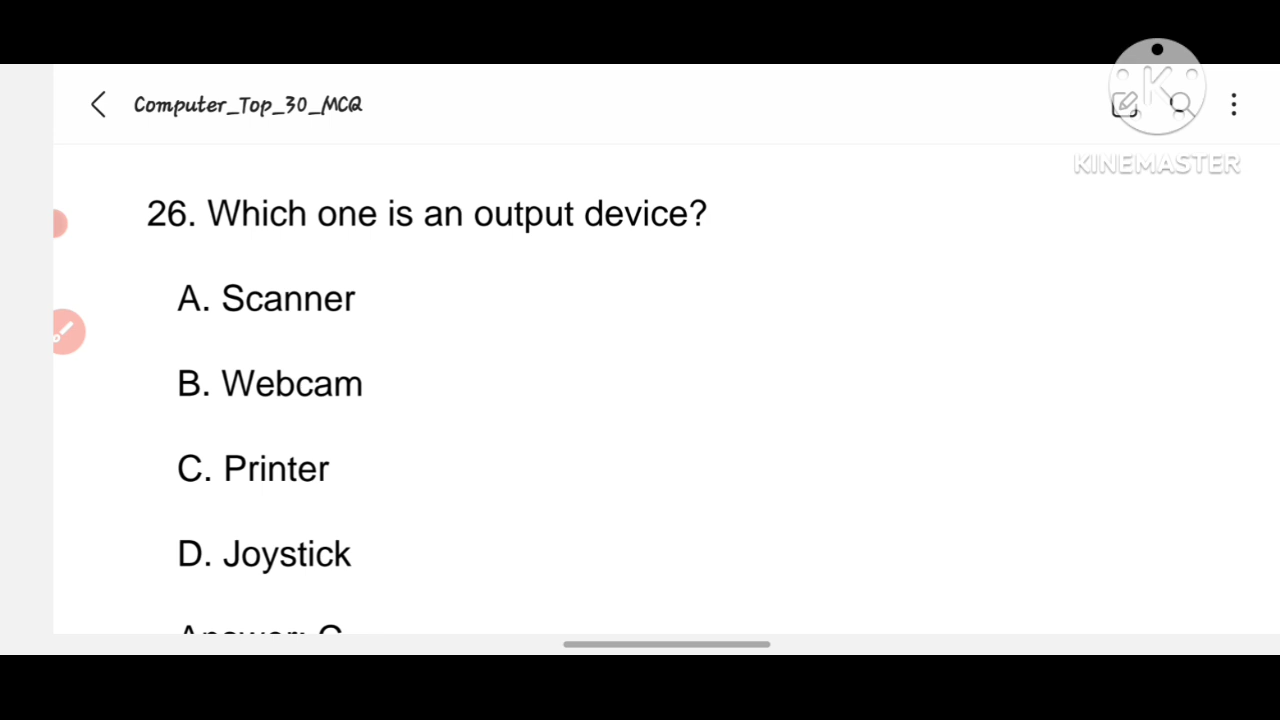 Computer_Top_30_MCQ
KINEMASTER
26. Which one is an output device?
A. Scanner
B. Webcam
C. Printer
D. Joystick